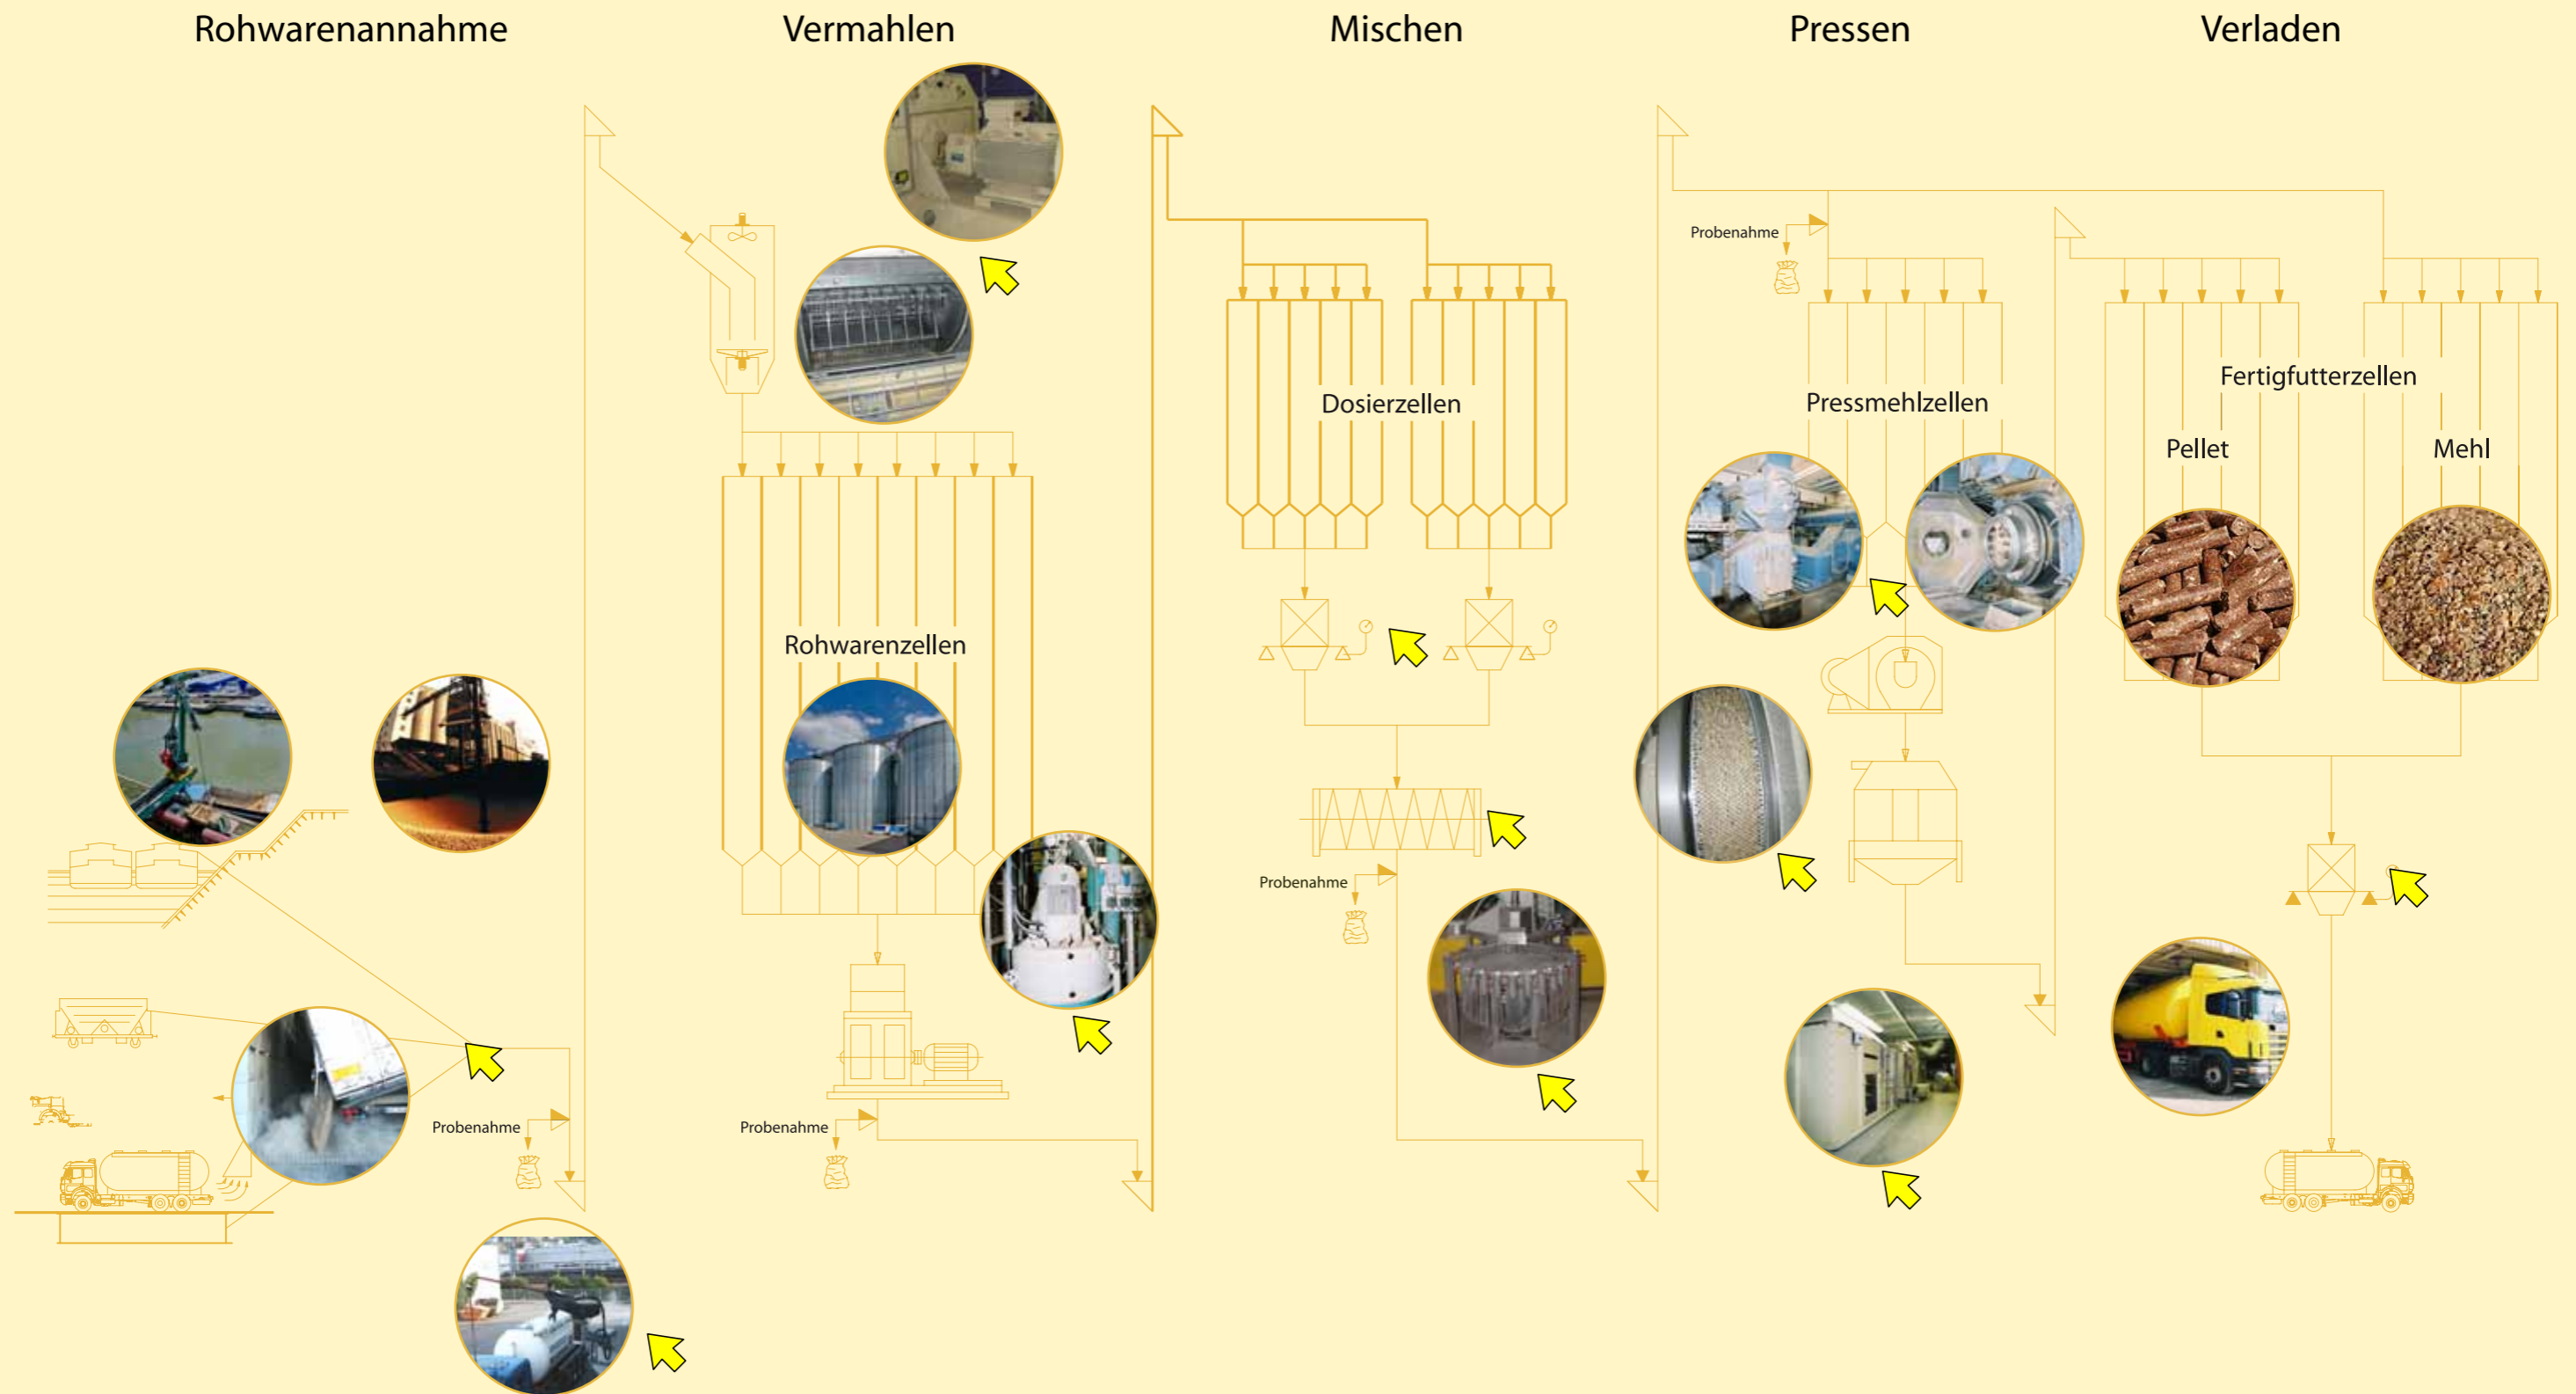 Rohwarenannahme
Vermahlen
Mischen
Pressen
Verladen
Probenahme
Rohwarenzellen
Probenahme
Dosierzellen
Probenahme
Probenahme
Pressmehlzellen
Fertigfutterzellen
Pellet
Mehl